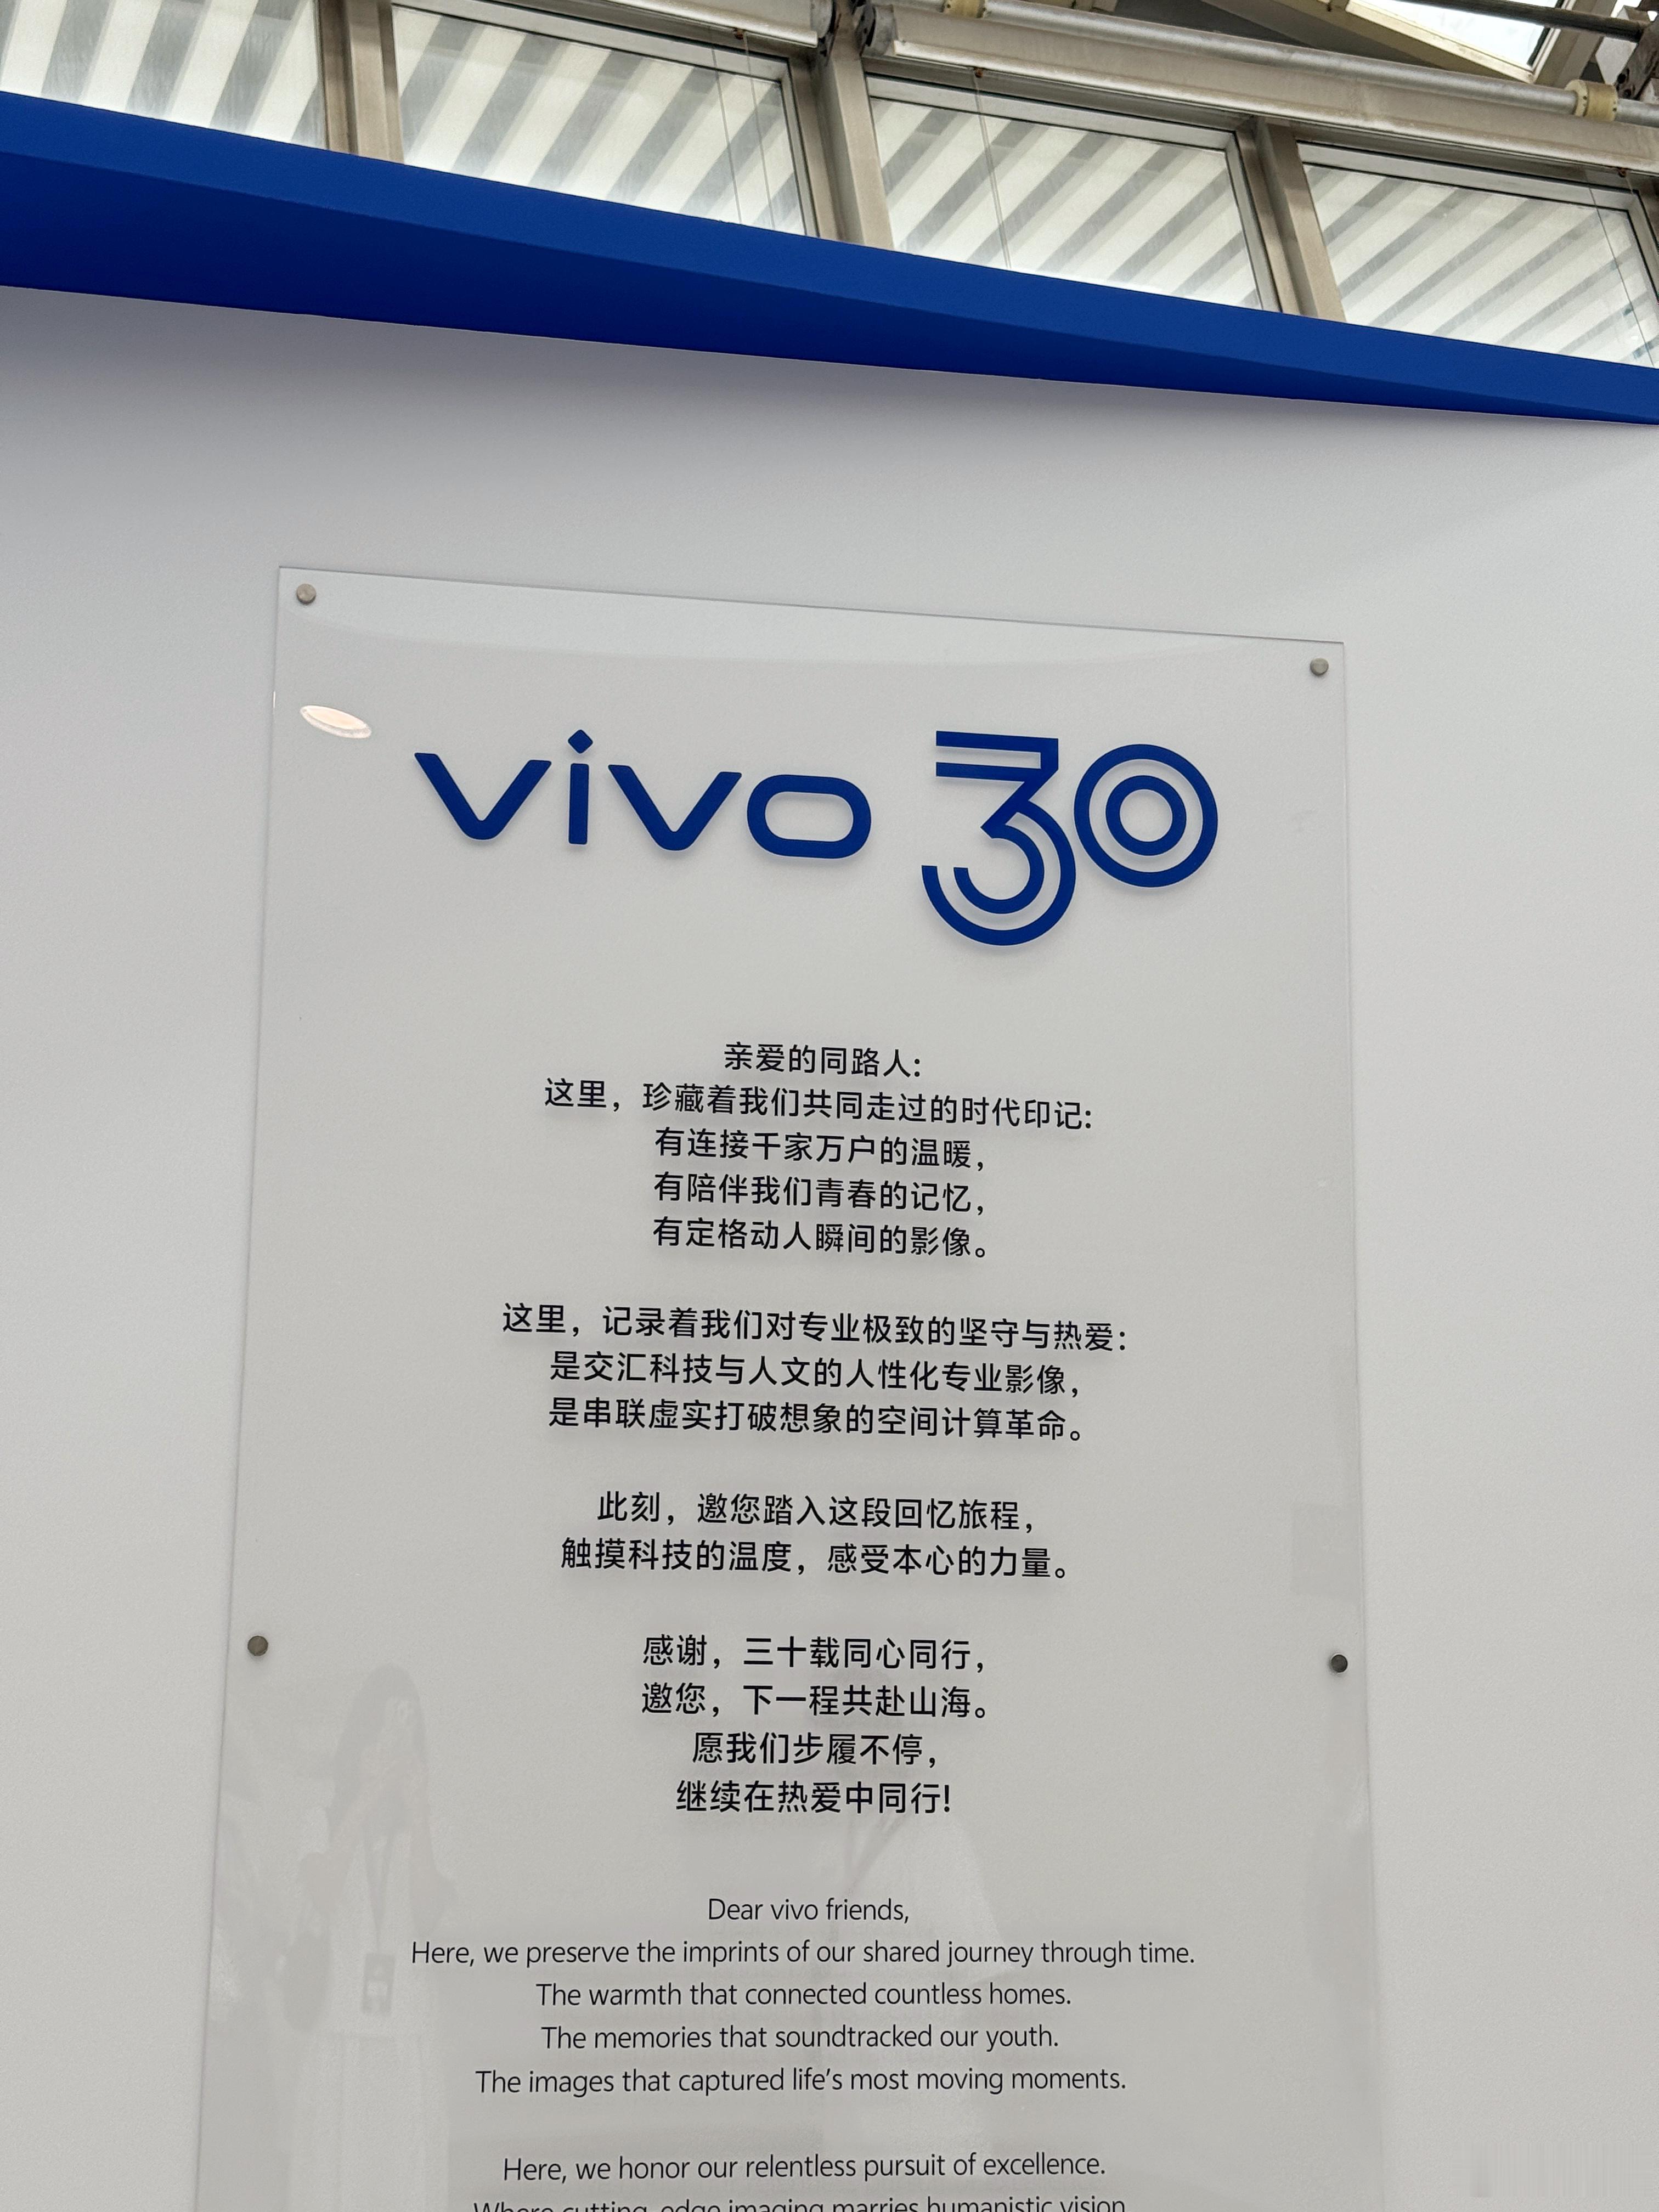 vivo 30
亲爱的同路人：
这里，珍藏着我们共同走过的时代印记：
有连接千家万户的温暖，
有陪伴我们青春的记忆，
有定格动人瞬间的影像。
这里，记录着我们对专业极致的坚守与热爱：
是交汇科技与人文的人性化专业影像，
是串联虚实打破想象的空间计算革命。
此刻，邀您踏入这段回忆旅程，
触摸科技的温度，感受本心的力量。
感谢，三十载同心同行，
邀您，下一程共赴山海。
愿我们步履不停，
继续在热爱中同行！
Dear vivo friends,
Here, we preserve the imprints of our shared journey through time.
The warmth that connected countless homes.
The memories that soundtracked our youth.
The images that captured life’s most moving moments.
Here, we honor our relentless pursuit of excellence.
Where cutting-edge imaging marries humanistic vision